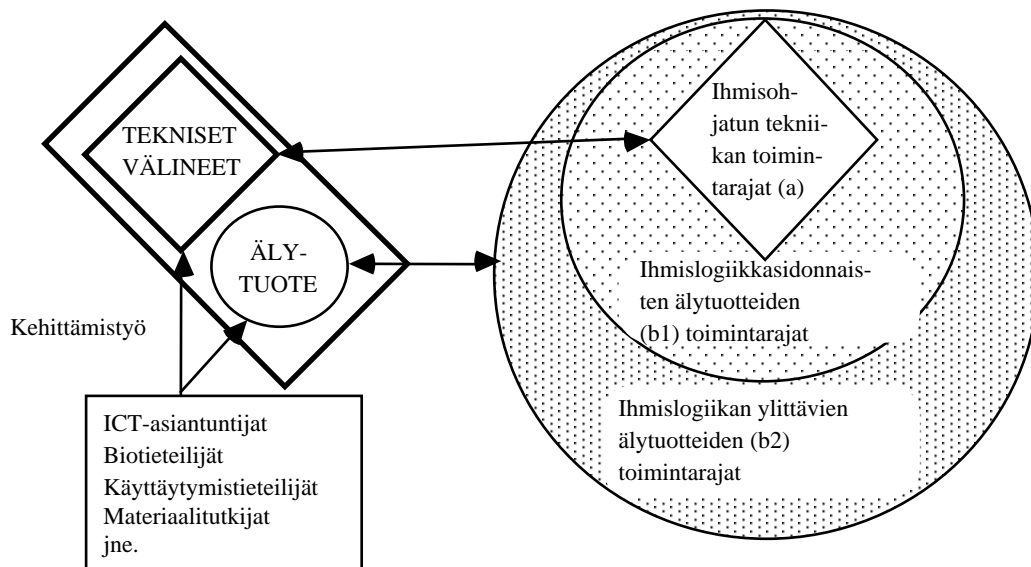 TEKNISET
VÄLINEET
ÄLY-
TUOTE
Kehittämistyö
ICT-asiantuntijat
Biotieteilijät
Käyttäytymistieteilijät
Materiaalitutkijat
jne.
Ihmisoh-
jatun teknii-
kan toimin-
tarajat (a)
Ihmislogiikkasidonnais-
ten älytuotteiden
(b1) toimintarajat
Ihmislogiikan ylittävien
älytuotteiden (b2)
toimintarajat